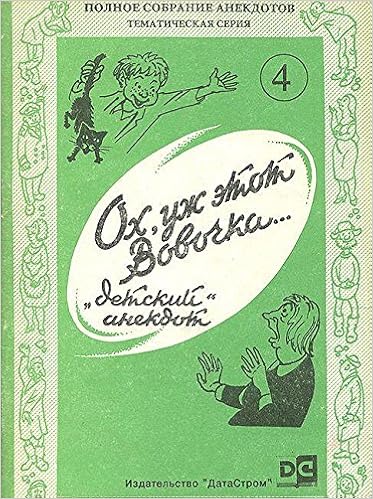 ПОЛНОЕ СОБРАНИЕ АНЕКДОТОВ
ТЕМАТИЧЕСКАЯ СЕРИЯ
4
Ох, уж этот
Вовочка...
„детский“
анекдот
Издательство "ДатаСтром"
DC